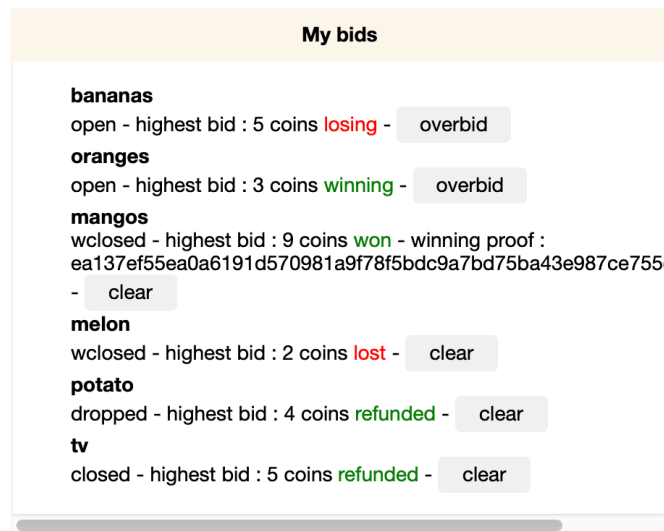 My bids
bananas
open - highest bid : 5 coins losing - overbid
oranges
open - highest bid : 3 coins winning - overbid
mangos
wclosed - highest bid : 9 coins won - winning proof :
ea137ef55ea0a6191d570981a9f78f5bdc9a7bd75ba43e987ce755
- clear
melon
wclosed - highest bid : 2 coins lost - clear
potato
dropped - highest bid : 4 coins refunded - clear
tv
closed - highest bid : 5 coins refunded - clear